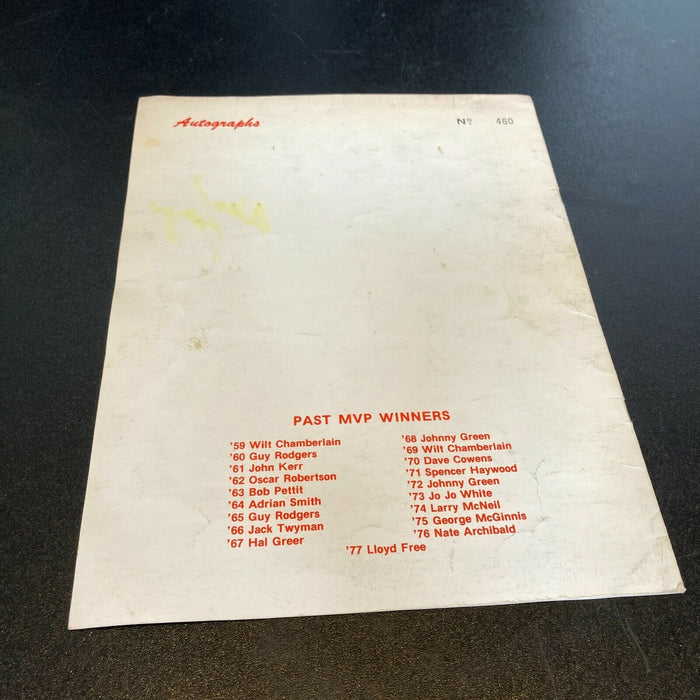 Autographs
Nº 460
PAST MVP WINNERS
'59 Wilt Chamberlain
'60 Guy Rodgers
'61 John Kerr
'62 Oscar Robertson
'63 Bob Pettit
'64 Adrian Smith
'65 Guy Rodgers
'66 Jack Twyman
'67 Hal Greer
'68 Johnny Green
'69 Wilt Chamberlain
'70 Dave Cowens
'71 Spencer Haywood
'72 Johnny Green
'73 Jo Jo White
'74 Larry McNeil
'75 George McGinnis
'76 Nate Archibald
'77 Lloyd Free